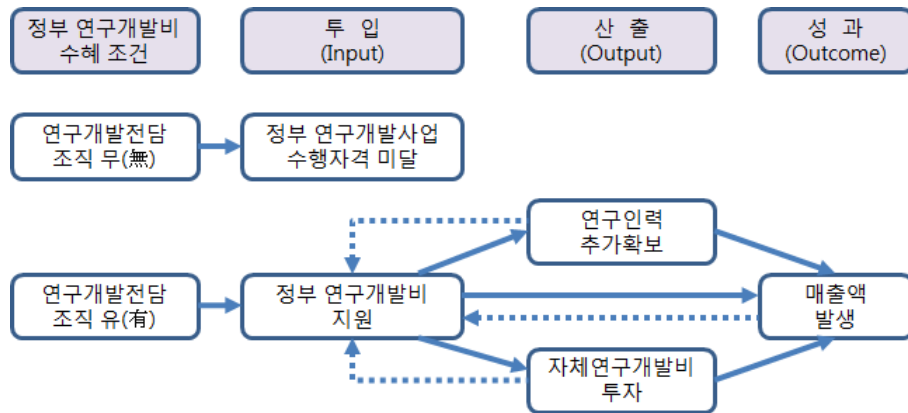 정부 연구개발비
수혜 조건
투 입
(Input)
산 출
(Output)
성 과
(Outcome)
연구개발전담
조직 무(無)
정부 연구개발사업
수행자격 미달
연구인력
추가확보
연구개발전담
조직 유(有)
정부 연구개발비
지원
매출액
발생
자체연구개발비
투자